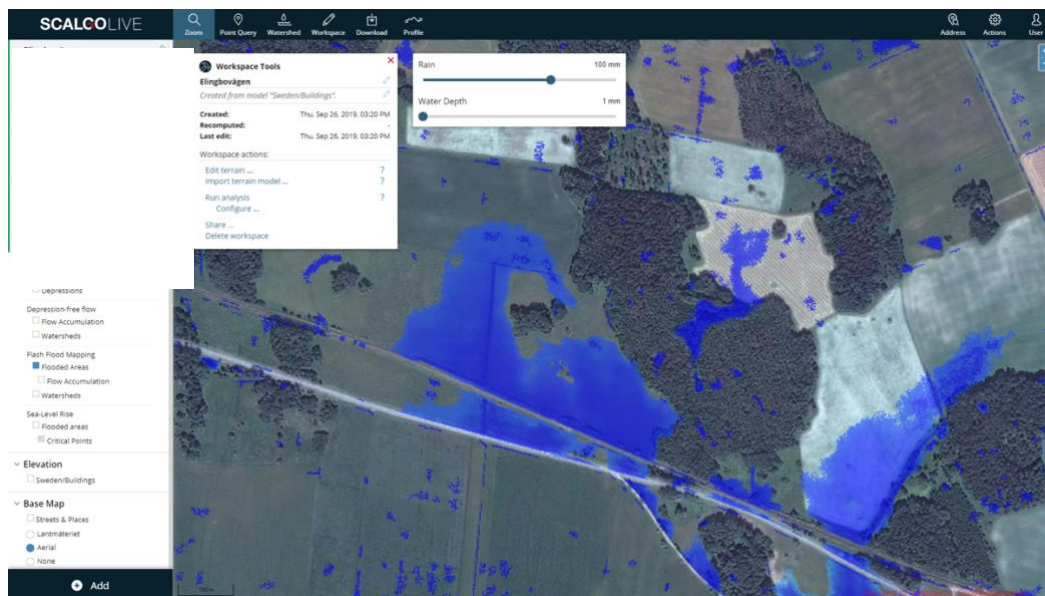 SCALGOLIVE
Zoom
Point Query
Watershed
Workspace
Download
Profile
Address
Actions
User
Workspace Tools
Elingbovägen
Created from model "Sweden/Buildings".
Created: Thu, Sep 26, 2019, 03:20 PM
Recomputed: -
Last edit: Thu, Sep 26, 2019, 03:20 PM
Workspace actions:
Edit terrain ... ?
Import terrain model ... ?
Run analysis ?
Configure ...
Share ...
Delete workspace
Rain 100 mm
Water Depth 1 mm
Depressions
Depression-free flow
Flow Accumulation
Watersheds
Flash Flood Mapping
Flooded Areas
Flow Accumulation
Watersheds
Sea-Level Rise
Flooded areas
Critical Points
Elevation
Sweden/Buildings
Base Map
Streets & Places
Lantmäteriet
Aerial
None
Add